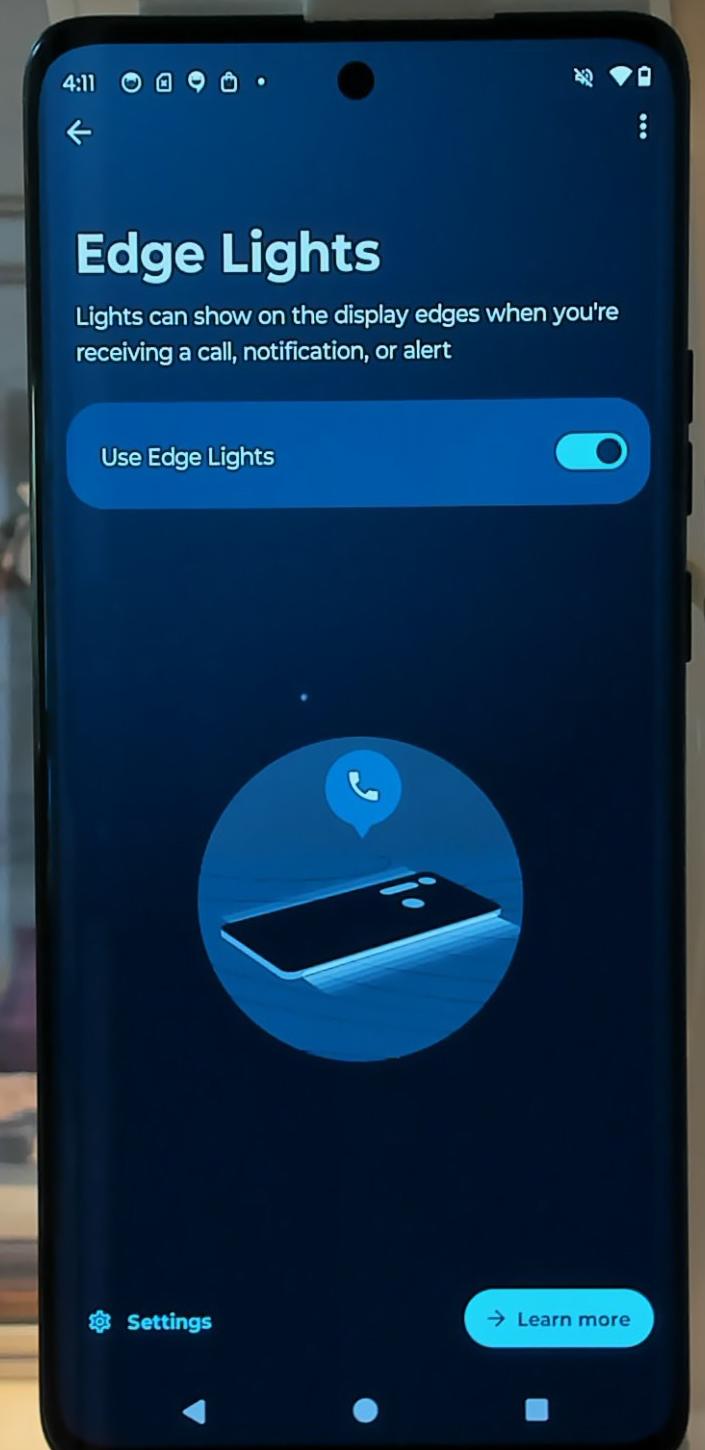 4:11
Edge Lights
Lights can show on the display edges when you're
receiving a call, notification, or alert
Use Edge Lights
Settings
Learn more